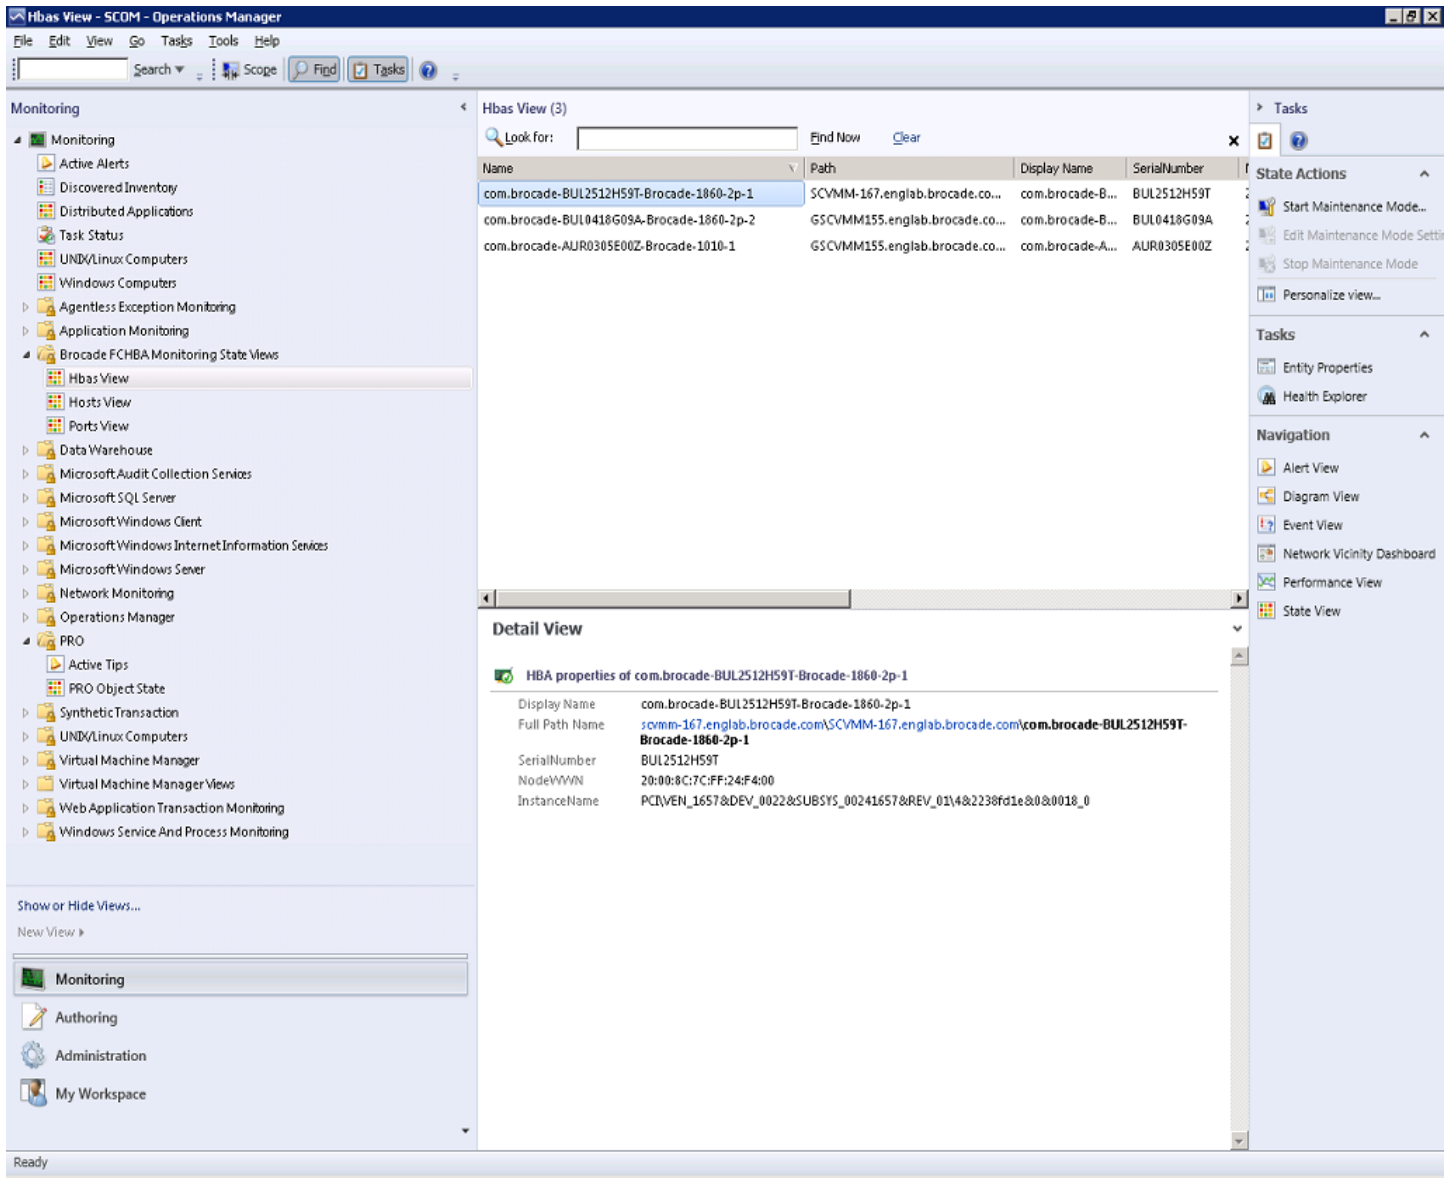 Hbas View - SCOM - Operations Manager
File Edit View Go Tasks Tools Help
Search Scope Find Tasks
Monitoring
Monitoring
Active Alerts
Discovered Inventory
Distributed Applications
Task Status
UNIX/Linux Computers
Windows Computers
Agentless Exception Monitoring
Application Monitoring
Brocade FCHBA Monitoring State Views
Hbas View
Hosts View
Ports View
Data Warehouse
Microsoft Audit Collection Services
Microsoft SQL Server
Microsoft Windows Client
Microsoft Windows Internet Information Services
Microsoft Windows Server
Network Monitoring
Operations Manager
PRO
Active Tips
PRO Object State
Synthetic Transaction
UNIX/Linux Computers
Virtual Machine Manager
Virtual Machine Manager Views
Web Application Transaction Monitoring
Windows Service And Process Monitoring
Show or Hide Views...
New View
Monitoring
Authoring
Administration
My Workspace
Hbas View (3)
Look for: Find Now Clear
Name Path Display Name SerialNumber
com.brocade-BUL2512H59T-Brocade-1860-2p-1 SCVMM-167.englab.brocade.co... com.brocade-B... BUL2512H59T
com.brocade-BUL0418G09A-Brocade-1860-2p-2 GSCVMM155.englab.brocade.co... com.brocade-B... BUL0418G09A
com.brocade-AUR0305E00Z-Brocade-1010-1 GSCVMM155.englab.brocade.co... com.brocade-A... AUR0305E00Z
Detail View
HBA properties of com.brocade-BUL2512H59T-Brocade-1860-2p-1
Display Name com.brocade-BUL2512H59T-Brocade-1860-2p-1
Full Path Name scvmm-167.englab.brocade.com\SCVMM-167.englab.brocade.com\com.brocade-BUL2512H59T-
Brocade-1860-2p-1
SerialNumber BUL2512H59T
NodeWWN 20:00:8C:7C:FF:24:F4:00
InstanceName PCI\VEN_1657&DEV_0022&SUBSYS_00241657&REV_01\4&2238fd1e&0&0018_0
Tasks
State Actions
Start Maintenance Mode...
Edit Maintenance Mode Settin
Stop Maintenance Mode
Personalize view...
Tasks
Entity Properties
Health Explorer
Navigation
Alert View
Diagram View
Event View
Network Vicinity Dashboard
Performance View
State View
Ready